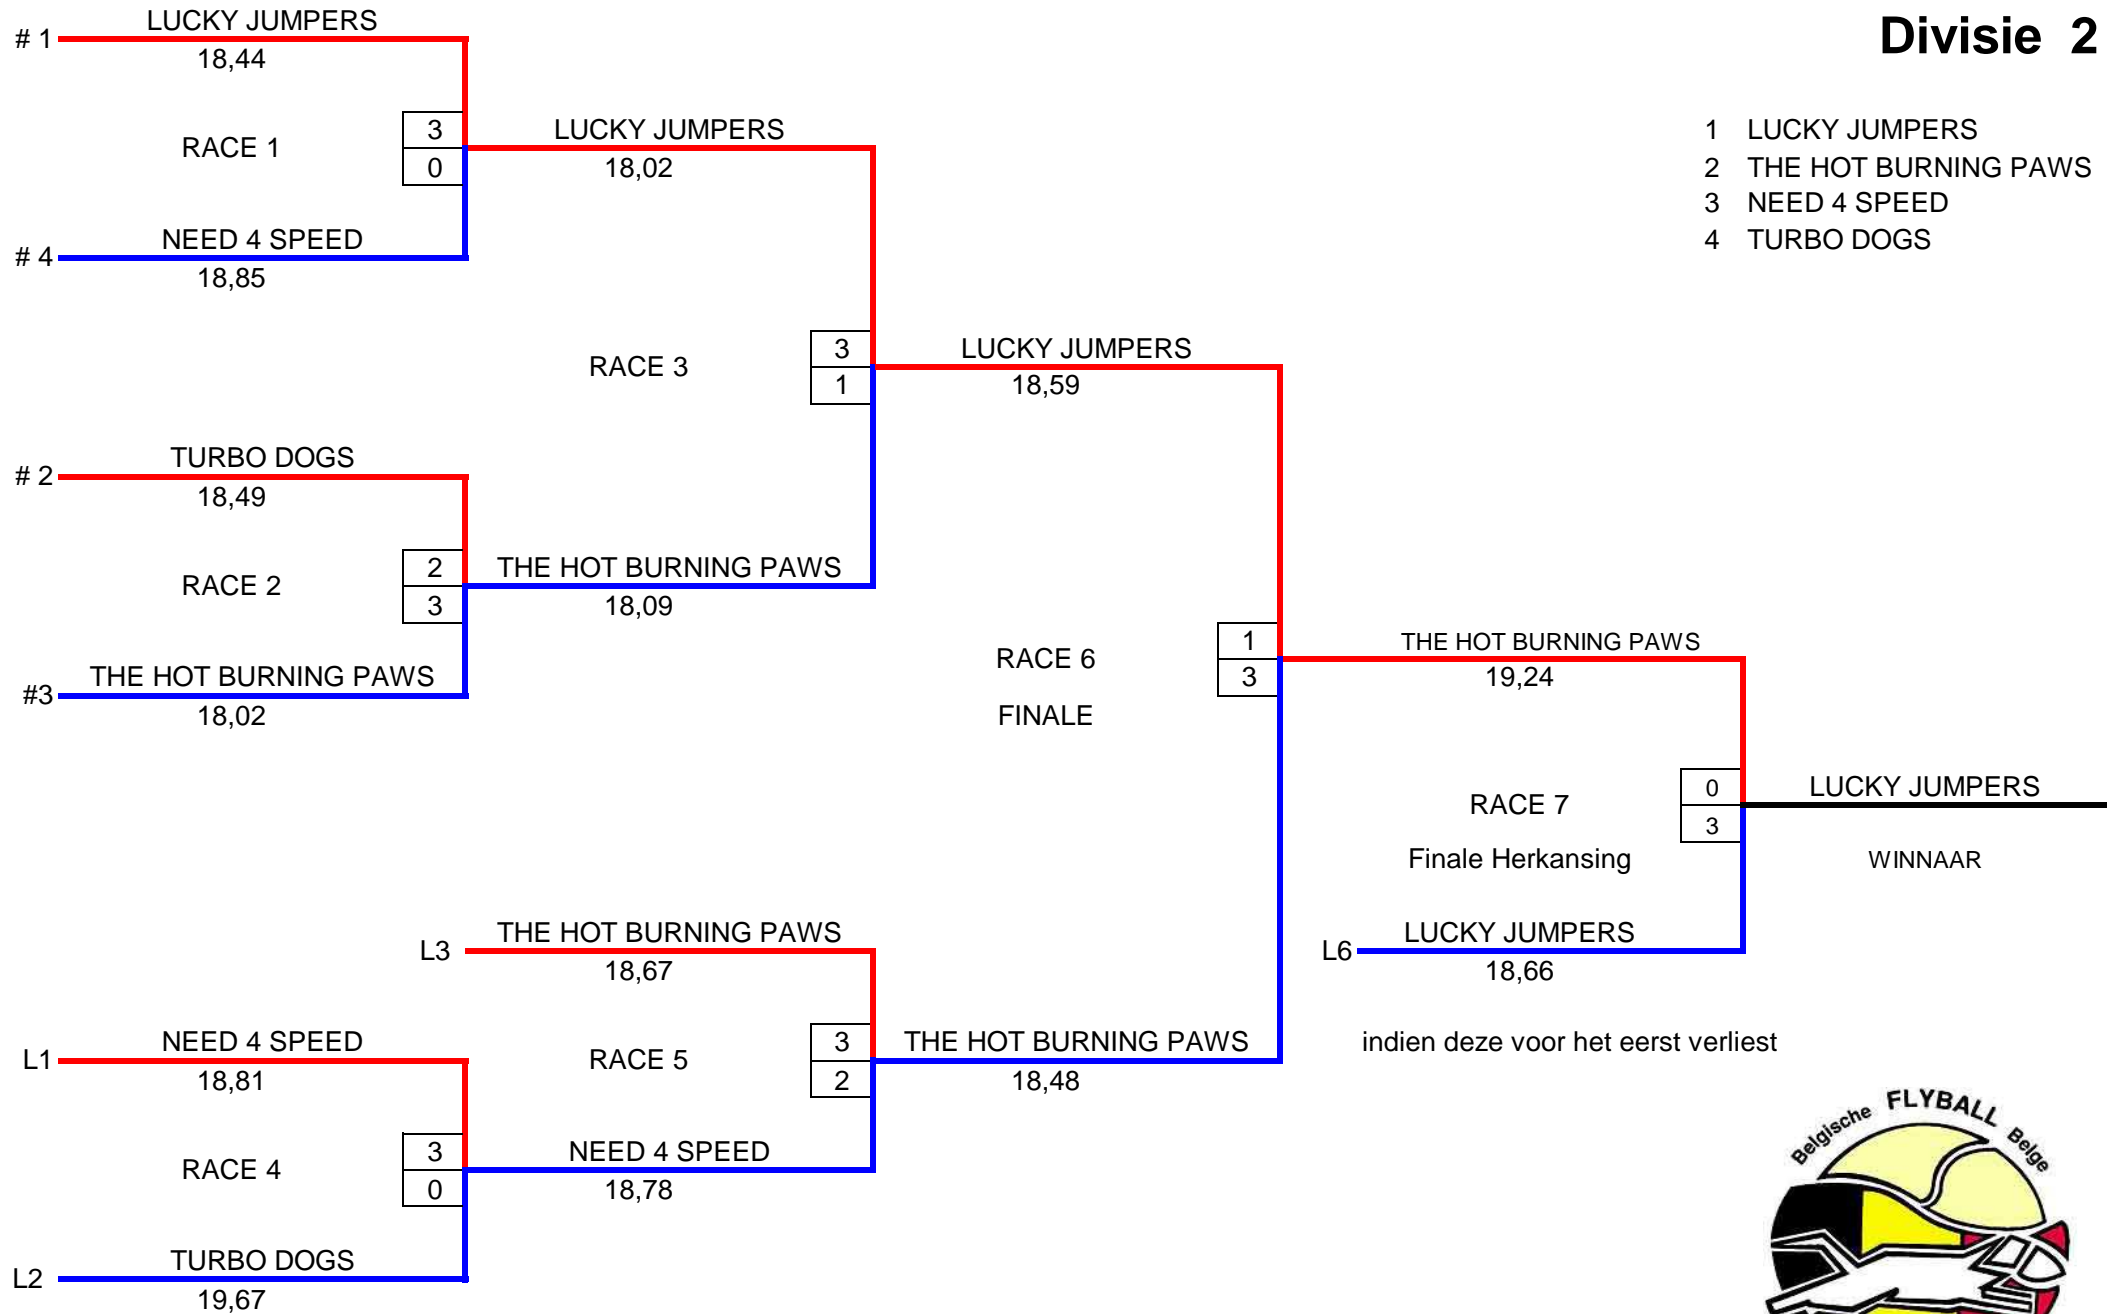 Divisie 2
# 1
LUCKY JUMPERS
18,44
RACE 1
3
0
# 4
NEED 4 SPEED
18,85
LUCKY JUMPERS
18,02
1 LUCKY JUMPERS
2 THE HOT BURNING PAWS
3 NEED 4 SPEED
4 TURBO DOGS
RACE 3
3
1
LUCKY JUMPERS
18,59
# 2
TURBO DOGS
18,49
RACE 2
2
3
#3
THE HOT BURNING PAWS
18,02
THE HOT BURNING PAWS
18,09
RACE 6
FINALE
1
3
THE HOT BURNING PAWS
19,24
RACE 7
Finale Herkansing
0
3
LUCKY JUMPERS
WINNAAR
L6
LUCKY JUMPERS
18,66
indien deze voor het eerst verliest
L3
THE HOT BURNING PAWS
18,67
RACE 5
3
2
THE HOT BURNING PAWS
18,48
L1
NEED 4 SPEED
18,81
RACE 4
3
0
NEED 4 SPEED
18,78
L2
TURBO DOGS
19,67
Belgische FLYBALL Belge